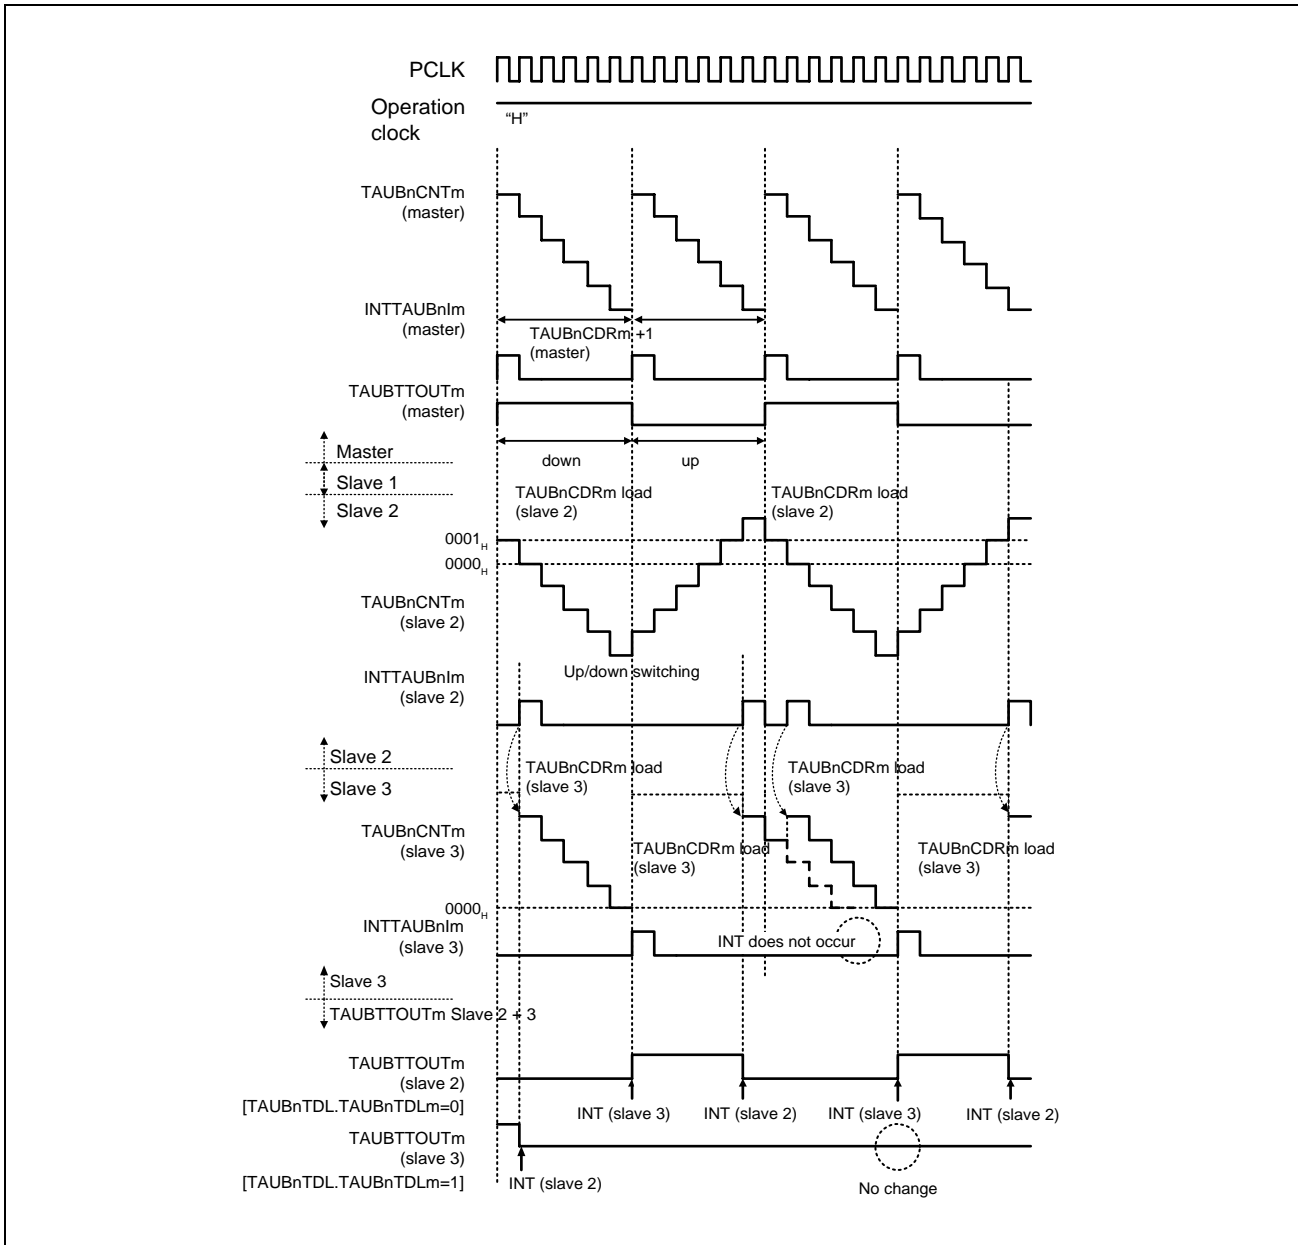 PCLK
Operation
clock
“H”
TAUBnCNTm
(master)
INTTAUBnIm
(master)
TAUBnCDRm +1
(master)
TAUBTTOUTm
(master)
Master
down
up
Slave 1
Slave 2
TAUBnCDRm load
(slave 2)
TAUBnCDRm load
(slave 2)
0001H
0000H
TAUBnCNTm
(slave 2)
Up/down switching
INTTAUBnIm
(slave 2)
Slave 2
Slave 3
TAUBnCDRm load
(slave 3)
TAUBnCDRm load
(slave 3)
TAUBnCNTm
(slave 3)
TAUBnCDRm load
(slave 3)
TAUBnCDRm load
(slave 3)
0000H
INTTAUBnIm
(slave 3)
INT does not occur
Slave 3
TAUBTTOUTm Slave 2 + 3
TAUBTTOUTm
(slave 2)
[TAUBnTDL.TAUBnTDLm=0]
INT (slave 3)
INT (slave 2)
INT (slave 3)
INT (slave 2)
TAUBTTOUTm
(slave 3)
[TAUBnTDL.TAUBnTDLm=1]
INT (slave 2)
No change